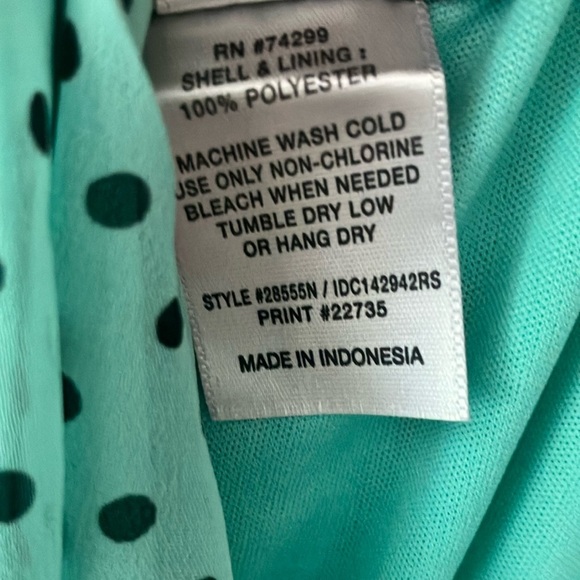 RN #74299
SHELL & LINING :
100% POLYESTER
MACHINE WASH COLD
USE ONLY NON-CHLORINE
BLEACH WHEN NEEDED
TUMBLE DRY LOW
OR HANG DRY
STYLE #28555N / IDC142942RS
PRINT #22735
MADE IN INDONESIA